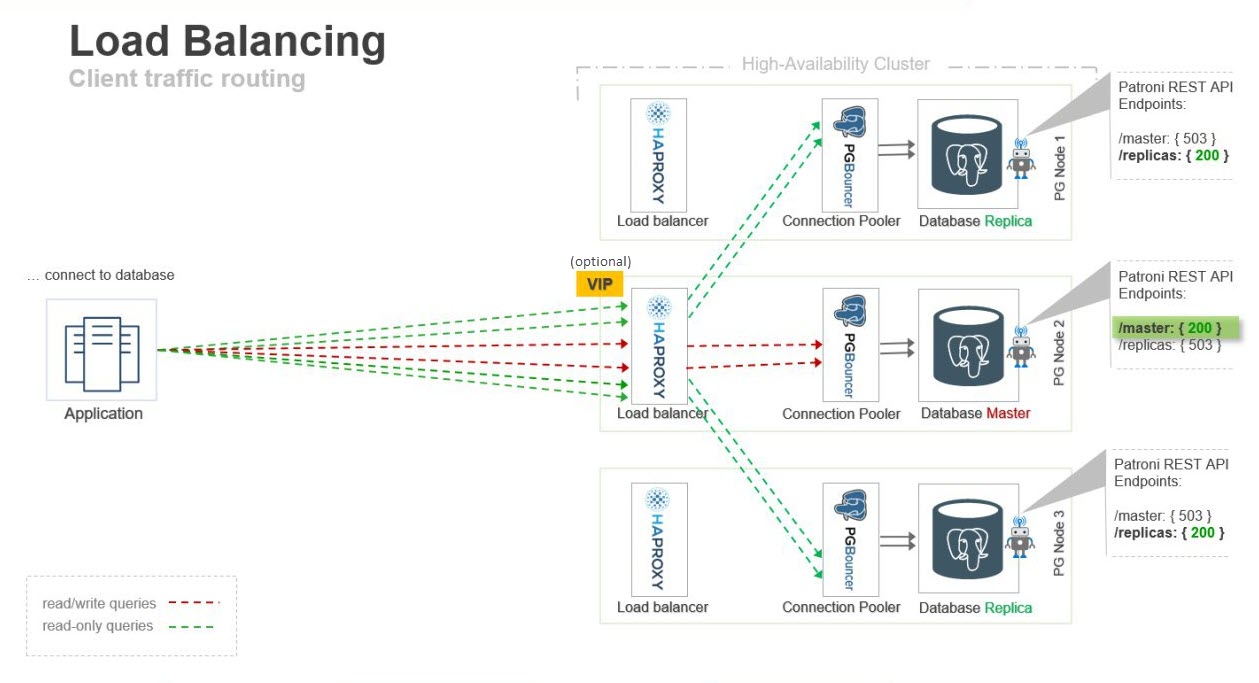 Load Balancing
Client traffic routing
High-Availability Cluster
HAPROXY
Load balancer
PGBouncer
Connection Pooler
Database Replica
PG Node 1
Patroni REST API
Endpoints:
/master: { 503 }
/replicas: { 200 }
... connect to database
Application
(optional)
VIP
HAPROXY
Load balancer
PGBouncer
Connection Pooler
Database Master
PG Node 2
Patroni REST API
Endpoints:
/master: { 200 }
/replicas: { 503 }
HAPROXY
Load balancer
PGBouncer
Connection Pooler
Database Replica
PG Node 3
Patroni REST API
Endpoints:
/master: { 503 }
/replicas: { 200 }
read/write queries
read-only queries